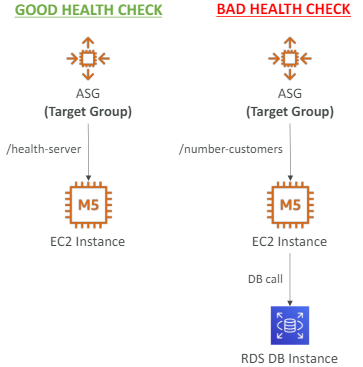 GOOD HEALTH CHECK
ASG
(Target Group)
/health-server
M5
EC2 Instance
BAD HEALTH CHECK
ASG
(Target Group)
/number-customers
M5
EC2 Instance
DB call
RDS DB Instance